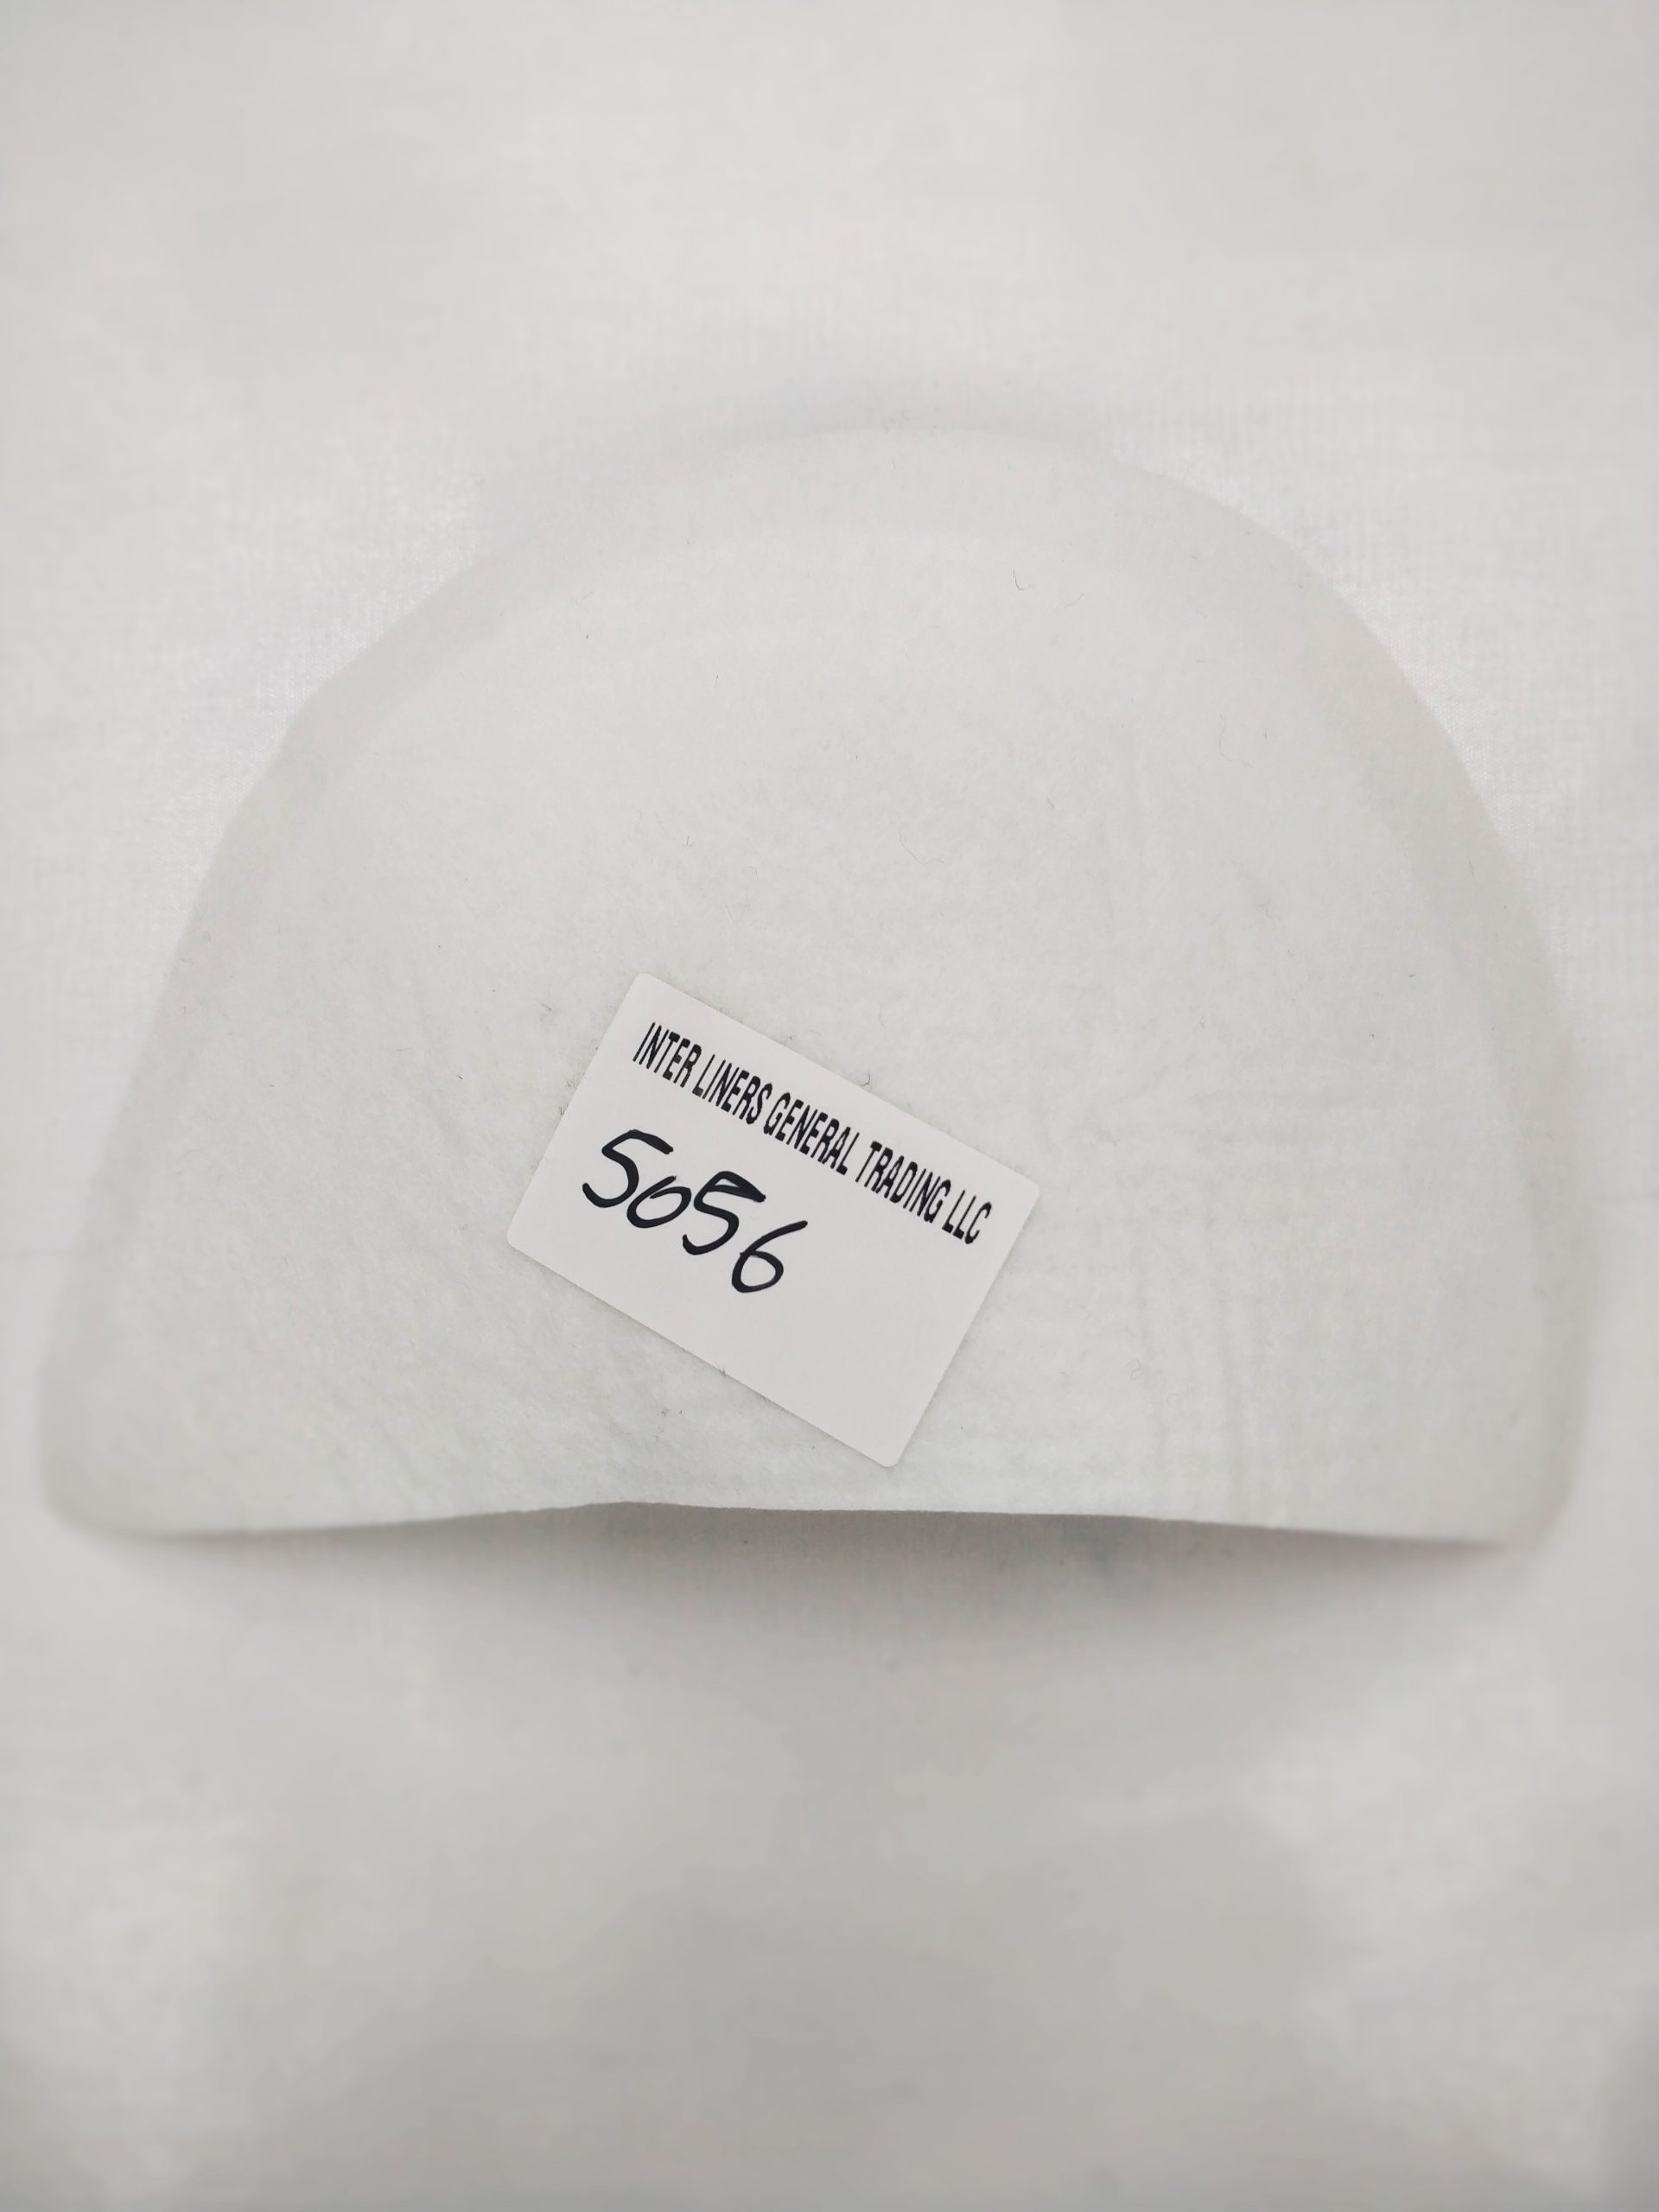 INTER LINERS GENERAL TRADING LLC
5056